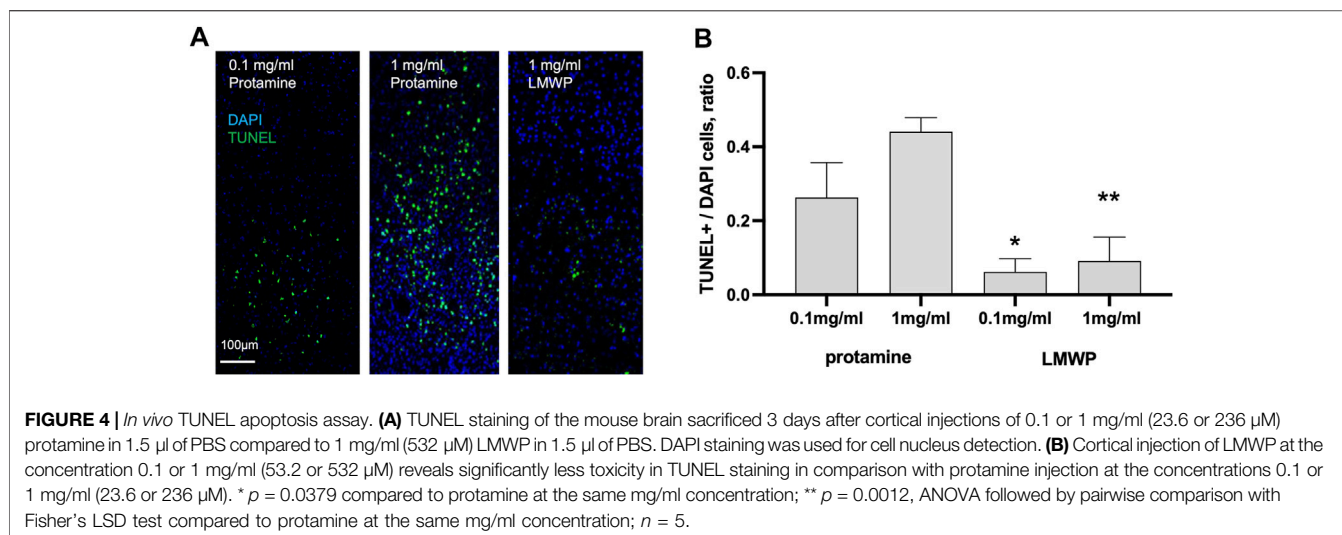 A
0.1 mg/ml
Protamine
DAPI
TUNEL
100µm
1 mg/ml
Protamine
1 mg/ml
LMWP
B
TUNEL+ / DAPI cells, ratio
0.6
0.4
0.2
0.0
*
**
0.1mg/ml 1mg/ml 0.1mg/ml 1mg/ml
protamine LMWP
FIGURE 4 | In vivo TUNEL apoptosis assay. (A) TUNEL staining of the mouse brain sacrificed 3 days after cortical injections of 0.1 or 1 mg/ml (23.6 or 236 µM)
protamine in 1.5 µl of PBS compared to 1 mg/ml (532 µM) LMWP in 1.5 µl of PBS. DAPI staining was used for cell nucleus detection. (B) Cortical injection of LMWP at the
concentration 0.1 or 1 mg/ml (53.2 or 532 µM) reveals significantly less toxicity in TUNEL staining in comparison with protamine injection at the concentrations 0.1 or
1 mg/ml (23.6 or 236 µM). * p = 0.0379 compared to protamine at the same mg/ml concentration; ** p = 0.0012, ANOVA followed by pairwise comparison with
Fisher's LSD test compared to protamine at the same mg/ml concentration; n = 5.